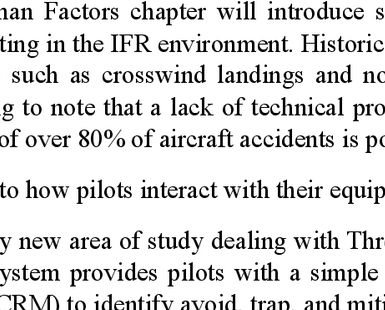 nan Factors chapter will introduce s
ting in the IFR environment. Historic
such as crosswind landings and no
g to note that a lack of technical pro
of over 80% of aircraft accidents is po
to how pilots interact with their equip
y new area of study dealing with Thr
ystem provides pilots with a simple
CRM) to identify avoid, trap, and miti